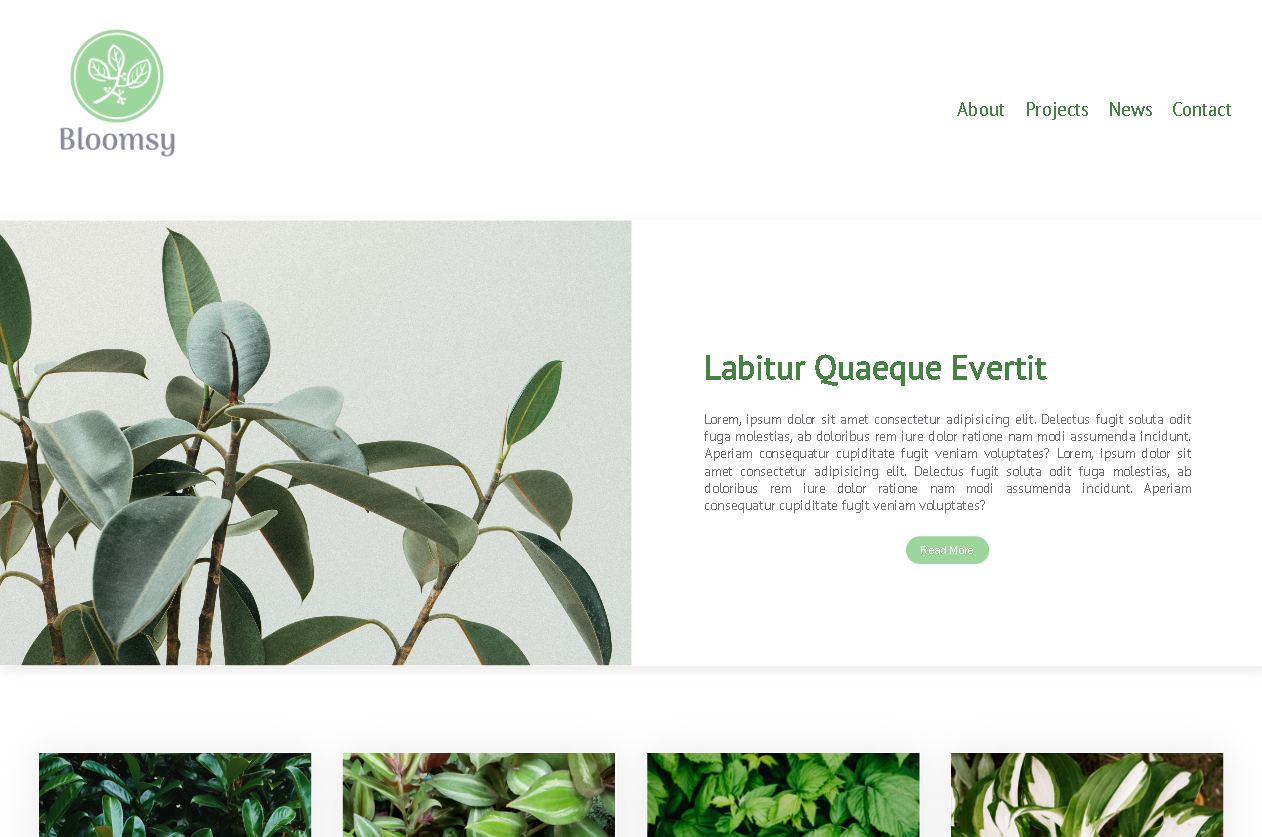 Bloomsy
About Projects News Contact
Labitur Quaeque Evertit
Lorem, ipsum dolor sit amet consectetur adipisicing elit. Delectus fugit soluta odit
fuga molestias, ab doloribus rem iure dolor ratione nam modi assumenda incidunt.
Aperiam consequatur cupiditate fugit veniam voluptates? Lorem, ipsum dolor sit
amet consectetur adipisicing elit. Delectus fugit soluta odit fuga molestias, ab
doloribus rem iure dolor ratione nam modi assumenda incidunt. Aperiam
consequatur cupiditate fugit veniam voluptates?
Read More